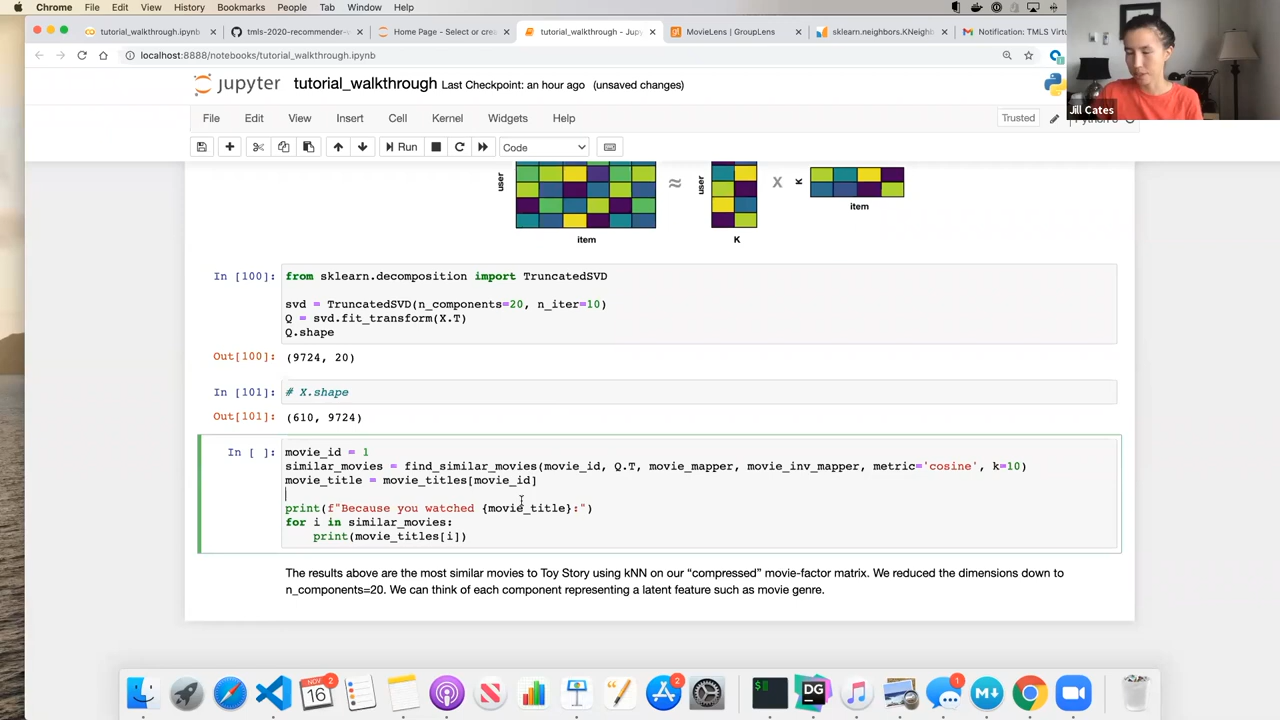 Chrome File Edit View History Bookmarks People Tab Window Help
tutorial_walkthrough.ipynb
tmls-2020-recommender-
Home Page - Select or crea
tutorial_walkthrough - Jupy
MovieLens | GroupLens
sklearn.neighbors.KNeighb
Notification: TMLS Virtu
localhost:8888/notebooks/tutorial_walkthrough.ipynb
jupyter tutorial_walkthrough Last Checkpoint: an hour ago (unsaved changes)
Jill Cates
File Edit View Insert Cell Kernel Widgets Help
Trusted
Run Code
user
≈
user
X
K
item
item
K
In [100]: from sklearn.decomposition import TruncatedSVD
svd = TruncatedSVD(n_components=20, n_iter=10)
Q = svd.fit_transform(X.T)
Q.shape
Out[100]: (9724, 20)
In [101]: # X.shape
Out[101]: (610, 9724)
In [ ]: movie_id = 1
similar_movies = find_similar_movies(movie_id, Q.T, movie_mapper, movie_inv_mapper, metric='cosine', k=10)
movie_title = movie_titles[movie_id]
print(f"Because you watched {movie_title}:")
for i in similar_movies:
    print(movie_titles[i])
The results above are the most similar movies to Toy Story using kNN on our “compressed” movie-factor matrix. We reduced the dimensions down to
n_components=20. We can think of each component representing a latent feature such as movie genre.
NOV
16
2
2
1
DG